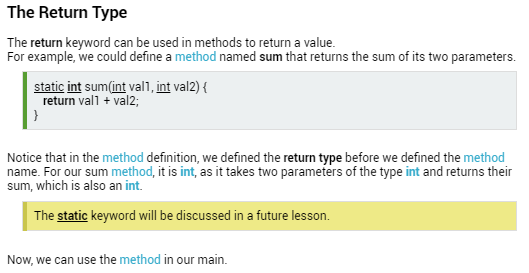 The Return Type
The return keyword can be used in methods to return a value.
For example, we could define a method named sum that returns the sum of its two parameters.
static int sum(int val1, int val2) {
return val1 + val2;
}
Notice that in the method definition, we defined the return type before we defined the method
name. For our sum method, it is int, as it takes two parameters of the type int and returns their
sum, which is also an int.
The static keyword will be discussed in a future lesson.
Now, we can use the method in our main.